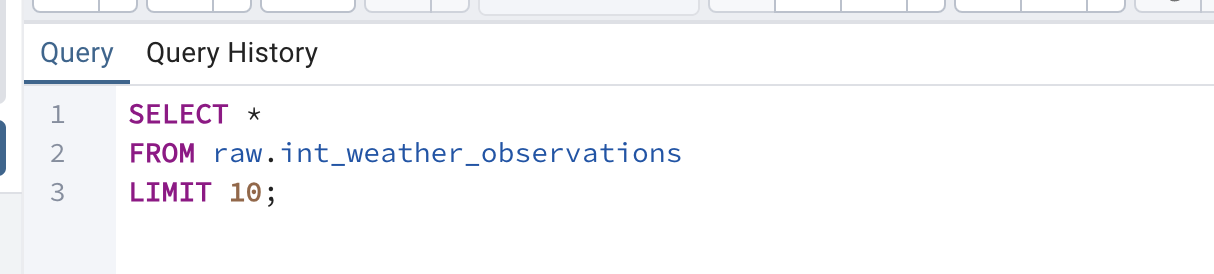 Query Query History
1 SELECT *
2 FROM raw.int_weather_observations
3 LIMIT 10;